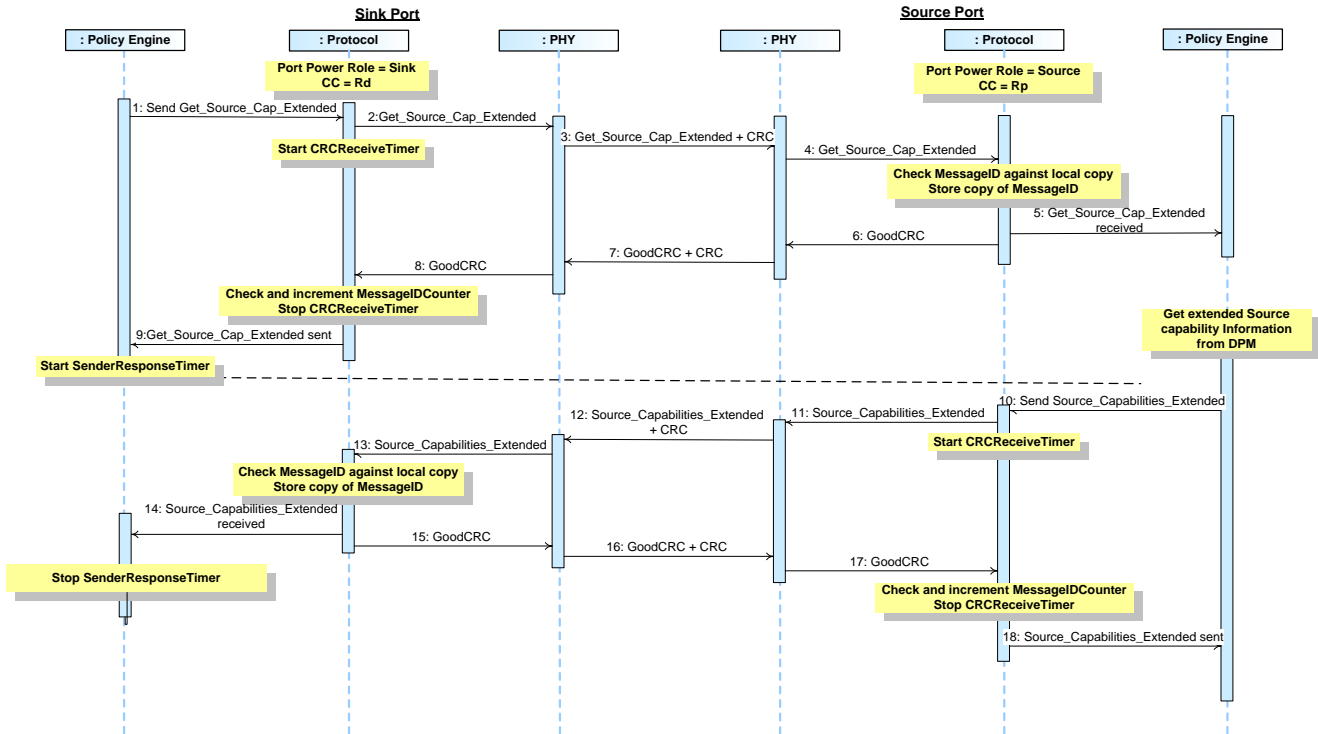 Sink Port
Source Port
: Policy Engine
: Protocol
: PHY
: PHY
: Protocol
: Policy Engine
Port Power Role = Sink
CC = Rd
Port Power Role = Source
CC = Rp
1: Send Get_Source_Cap_Extended
2:Get_Source_Cap_Extended
Start CRCReceiveTimer
3: Get_Source_Cap_Extended + CRC
4: Get_Source_Cap_Extended
Check MessageID against local copy
Store copy of MessageID
5: Get_Source_Cap_Extended
received
6: GoodCRC
7: GoodCRC + CRC
8: GoodCRC
Check and increment MessageIDCounter
Stop CRCReceiveTimer
9:Get_Source_Cap_Extended sent
Start SenderResponseTimer
Get extended Source
capability Information
from DPM
10: Send Source_Capabilities_Extended
11: Source_Capabilities_Extended
Start CRCReceiveTimer
12: Source_Capabilities_Extended
+ CRC
13: Source_Capabilities_Extended
Check MessageID against local copy
Store copy of MessageID
14: Source_Capabilities_Extended
received
15: GoodCRC
16: GoodCRC + CRC
17: GoodCRC
Stop SenderResponseTimer
Check and increment MessageIDCounter
Stop CRCReceiveTimer
18: Source_Capabilities_Extended sent